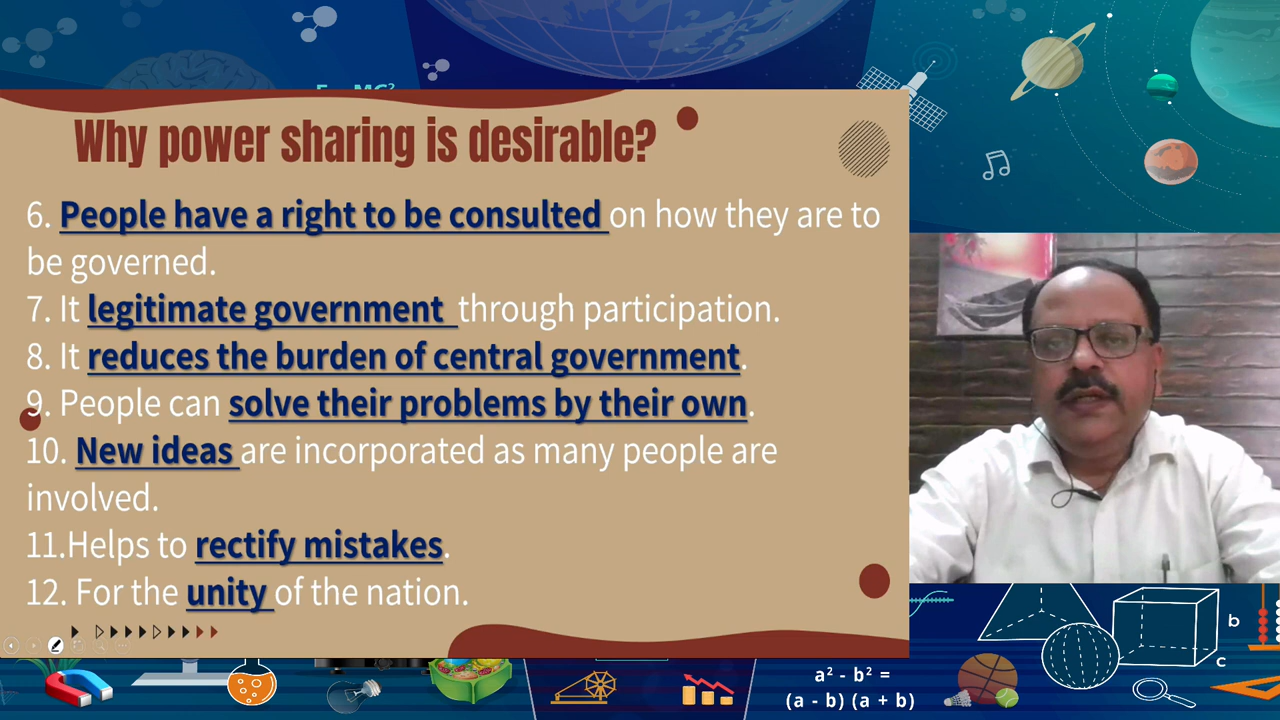 E MC²
Why power sharing is desirable?
6. People have a right to be consulted on how they are to
be governed.
7. It legitimate government through participation.
8. It reduces the burden of central government.
9. People can solve their problems by their own.
10. New ideas are incorporated as many people are
involved.
11.Helps to rectify mistakes.
12. For the unity of the nation.
b
c
a² - b² =
(a - b) (a + b)